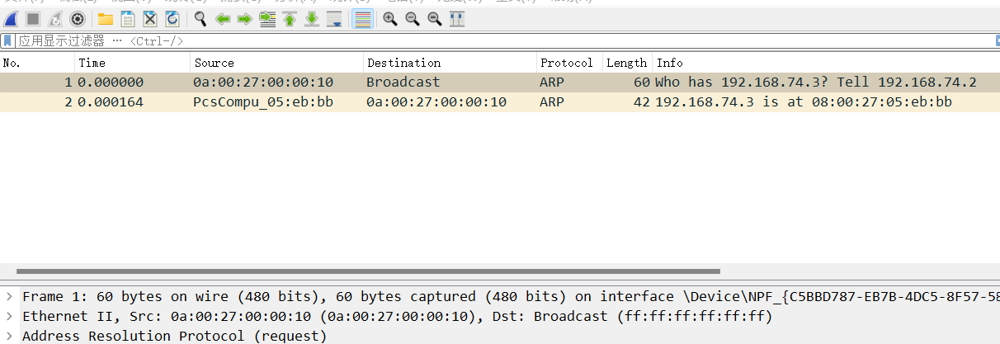 应用显示过滤器 … <Ctrl-/>
No. Time Source Destination Protocol Length Info
1 0.000000 0a:00:27:00:00:10 Broadcast ARP 60 Who has 192.168.74.3? Tell 192.168.74.2
2 0.000164 PcsCompu_05:eb:bb 0a:00:27:00:00:10 ARP 42 192.168.74.3 is at 08:00:27:05:eb:bb
Frame 1: 60 bytes on wire (480 bits), 60 bytes captured (480 bits) on interface \Device\NPF_{C5BBD787-EB7B-4DC5-8F57-58
Ethernet II, Src: 0a:00:27:00:00:10 (0a:00:27:00:00:10), Dst: Broadcast (ff:ff:ff:ff:ff:ff)
Address Resolution Protocol (request)